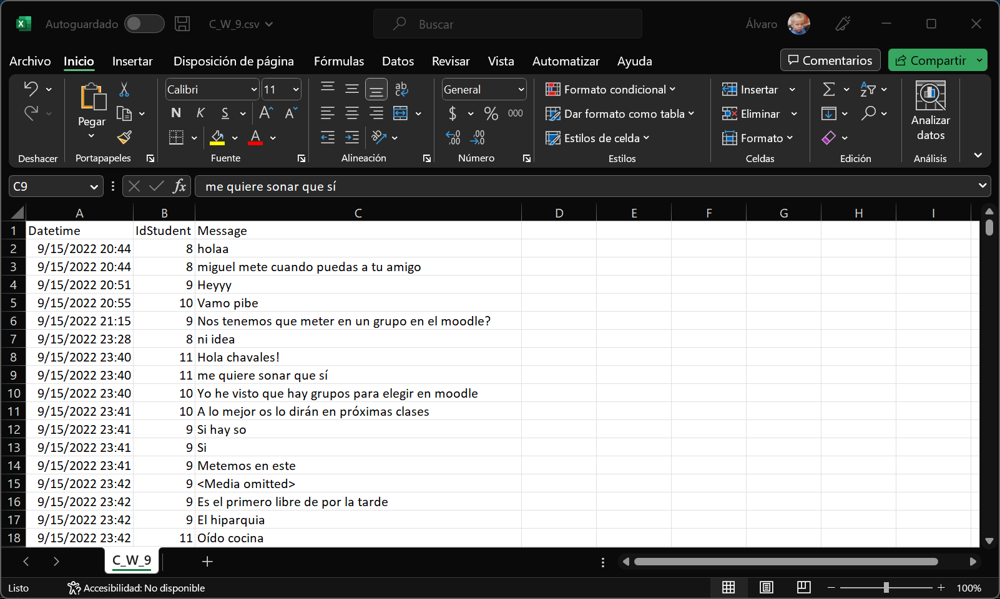 Autoguardado C_W_9.csv Buscar Álvaro
Archivo Inicio Insertar Disposición de página Fórmulas Datos Revisar Vista Automatizar Ayuda Comentarios Compartir
Calibri 11 ab General $ % 000 Formato condicional Insertar
Pegar N K S A A Dar formato como tabla Eliminar Analizar datos
A Estilos de celda Formato
Deshacer Portapapeles Fuente Alineación Número Estilos Celdas Edición Análisis
C9 fx me quiere sonar que sí
A B C D E F G H I
1 Datetime IdStudent Message
2 9/15/2022 20:44 8 holaa
3 9/15/2022 20:44 8 miguel mete cuando puedas a tu amigo
4 9/15/2022 20:51 9 Heyyy
5 9/15/2022 20:55 10 Vamo pibe
6 9/15/2022 21:15 9 Nos tenemos que meter en un grupo en el moodle?
7 9/15/2022 23:28 8 ni idea
8 9/15/2022 23:40 11 Hola chavales!
9 9/15/2022 23:40 11 me quiere sonar que sí
10 9/15/2022 23:40 10 Yo he visto que hay grupos para elegir en moodle
11 9/15/2022 23:41 10 A lo mejor os lo dirán en próximas clases
12 9/15/2022 23:41 9 Si hay so
13 9/15/2022 23:41 9 Si
14 9/15/2022 23:41 9 Metemos en este
15 9/15/2022 23:42 9 <Media omitted>
16 9/15/2022 23:42 9 Es el primero libre de por la tarde
17 9/15/2022 23:42 9 El hiparquia
18 9/15/2022 23:42 11 Oído cocina
C_W_9
Listo Accesibilidad: No disponible 100%